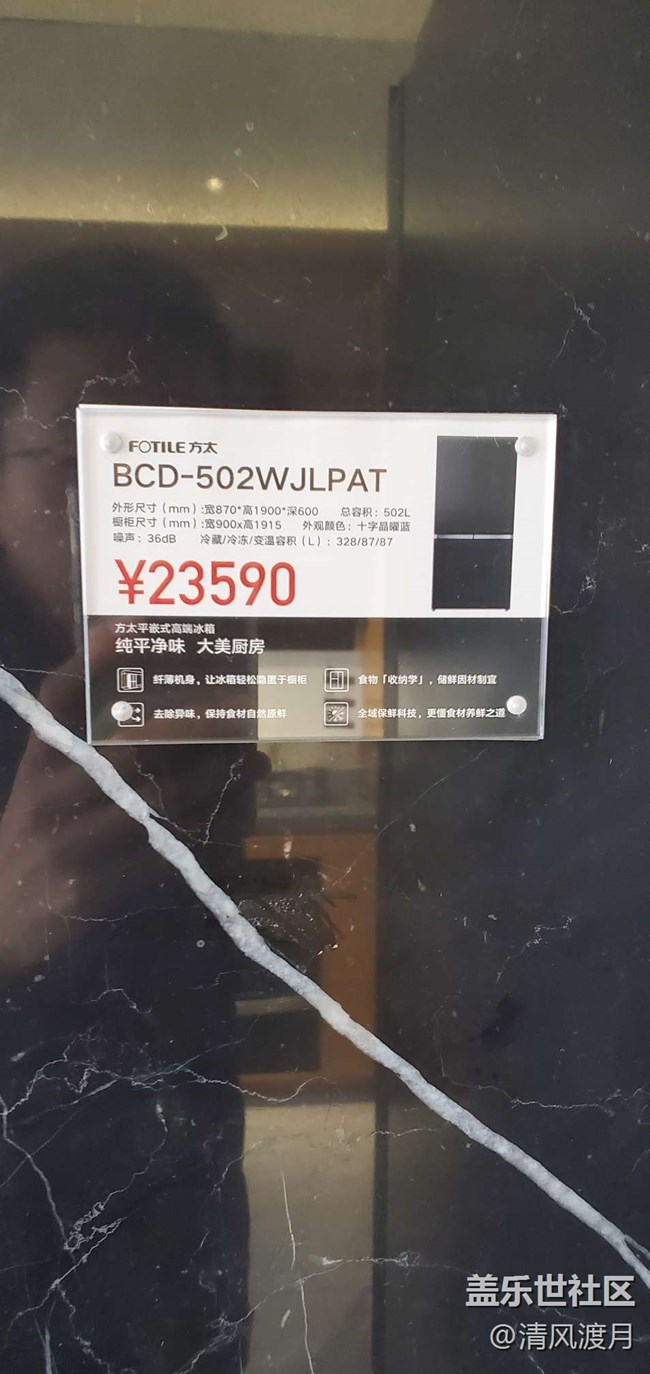 FOTILE 方太
BCD-502WJLPAT
外形尺寸（mm）:宽870*高1900*深600 总容积：502L
橱柜尺寸（mm）:宽900x高1915 外观颜色：十字晶曜蓝
噪声：36dB 冷藏/冷冻/变温容积（L）: 328/87/87
¥23590
方太平嵌式高端冰箱
纯平净味 大美厨房
纤薄机身，让冰箱轻松隐置于橱柜 食物「收纳学」，储鲜因材制宜
去除异味，保持食材自然原鲜 全域保鲜科技，更懂食材养鲜之道
盖乐世社区
@清风渡月